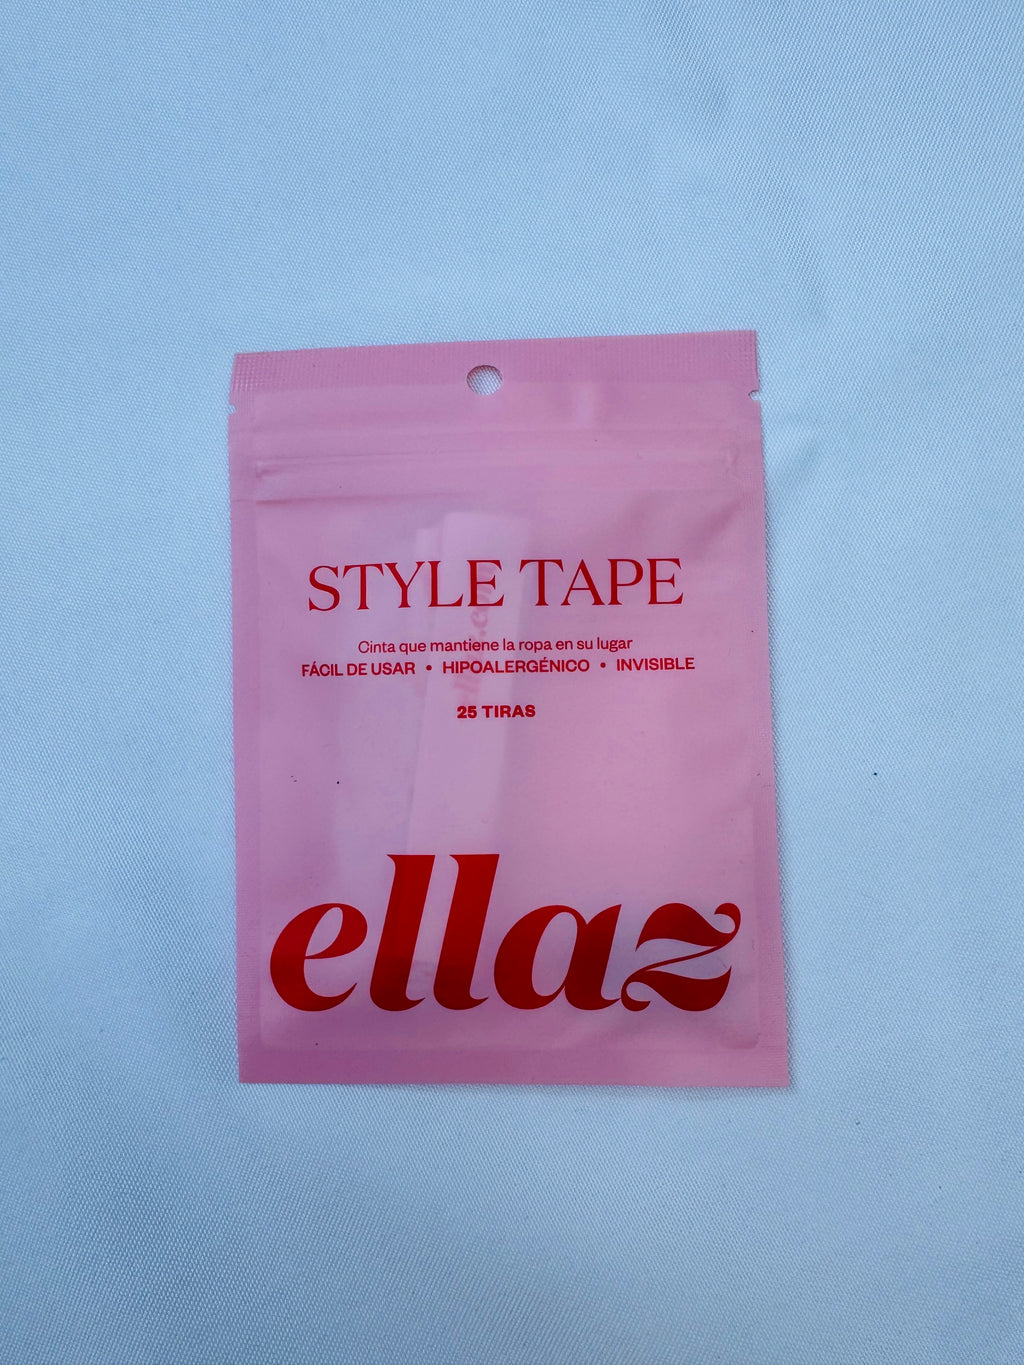 STYLE TAPE
Cinta que mantiene la ropa en su lugar
FÁCIL DE USAR • HIPOALERGÉNICO • INVISIBLE
25 TIRAS
ellaz